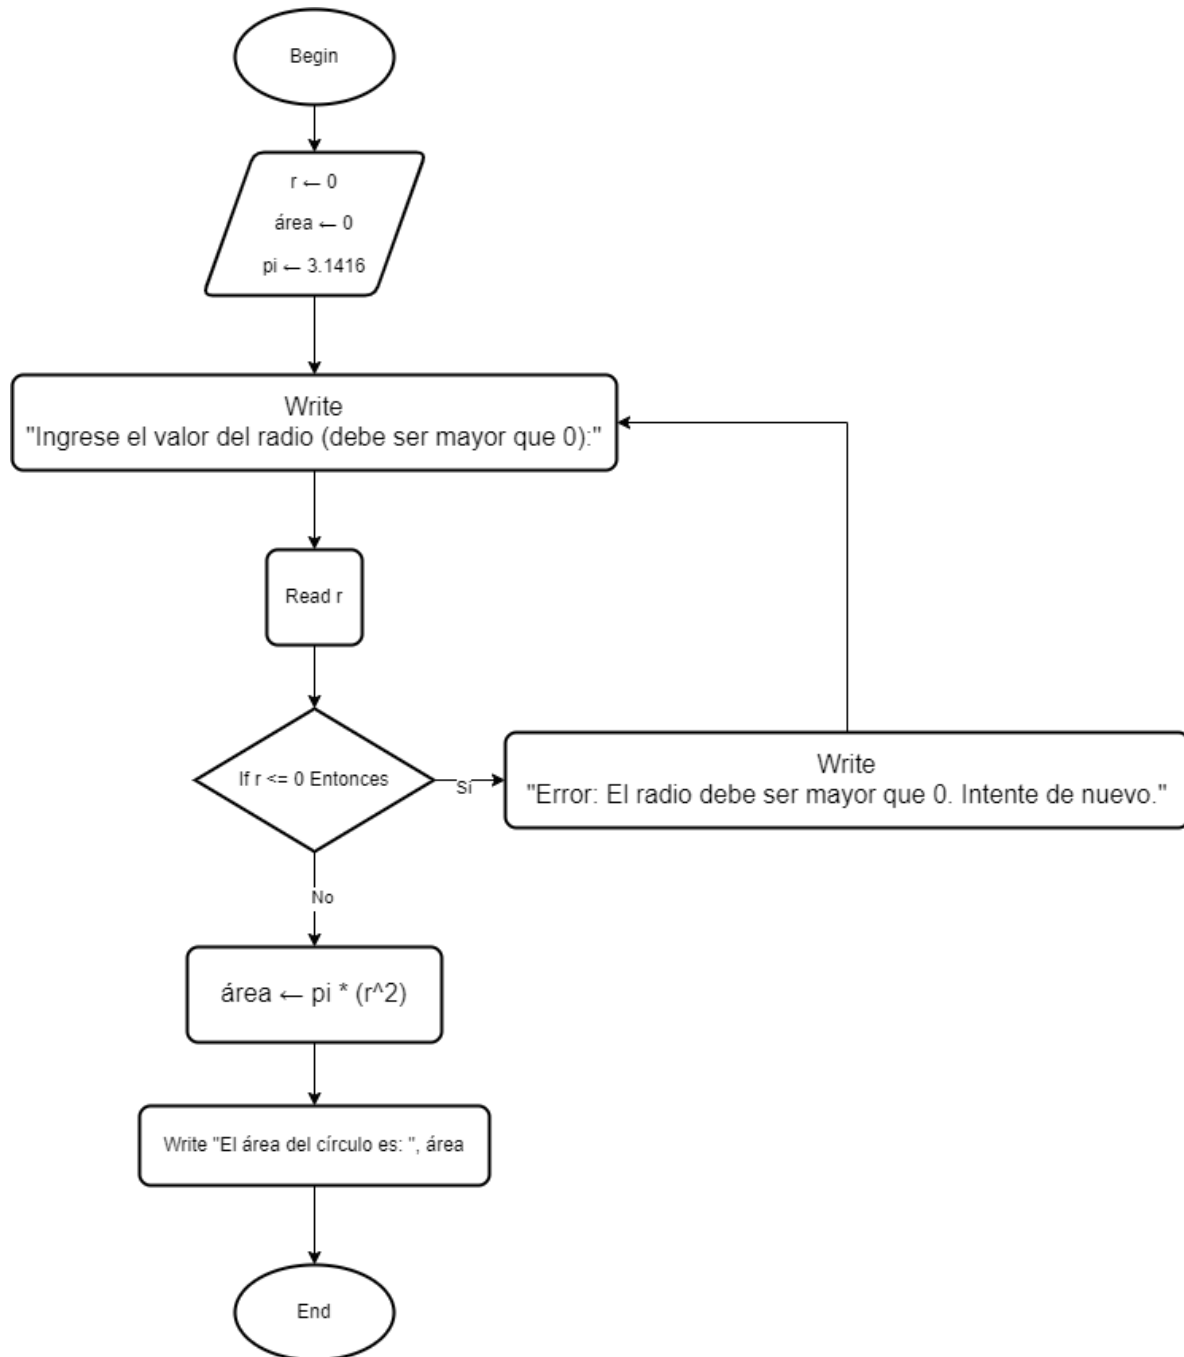 Begin
r ← 0
área ← 0
pi ← 3.1416
Write
"Ingrese el valor del radio (debe ser mayor que 0):"
Read r
If r <= 0 Entonces
Sí
Write
"Error: El radio debe ser mayor que 0. Intente de nuevo."
No
área ← pi * (r^2)
Write "El área del círculo es: ", área
End